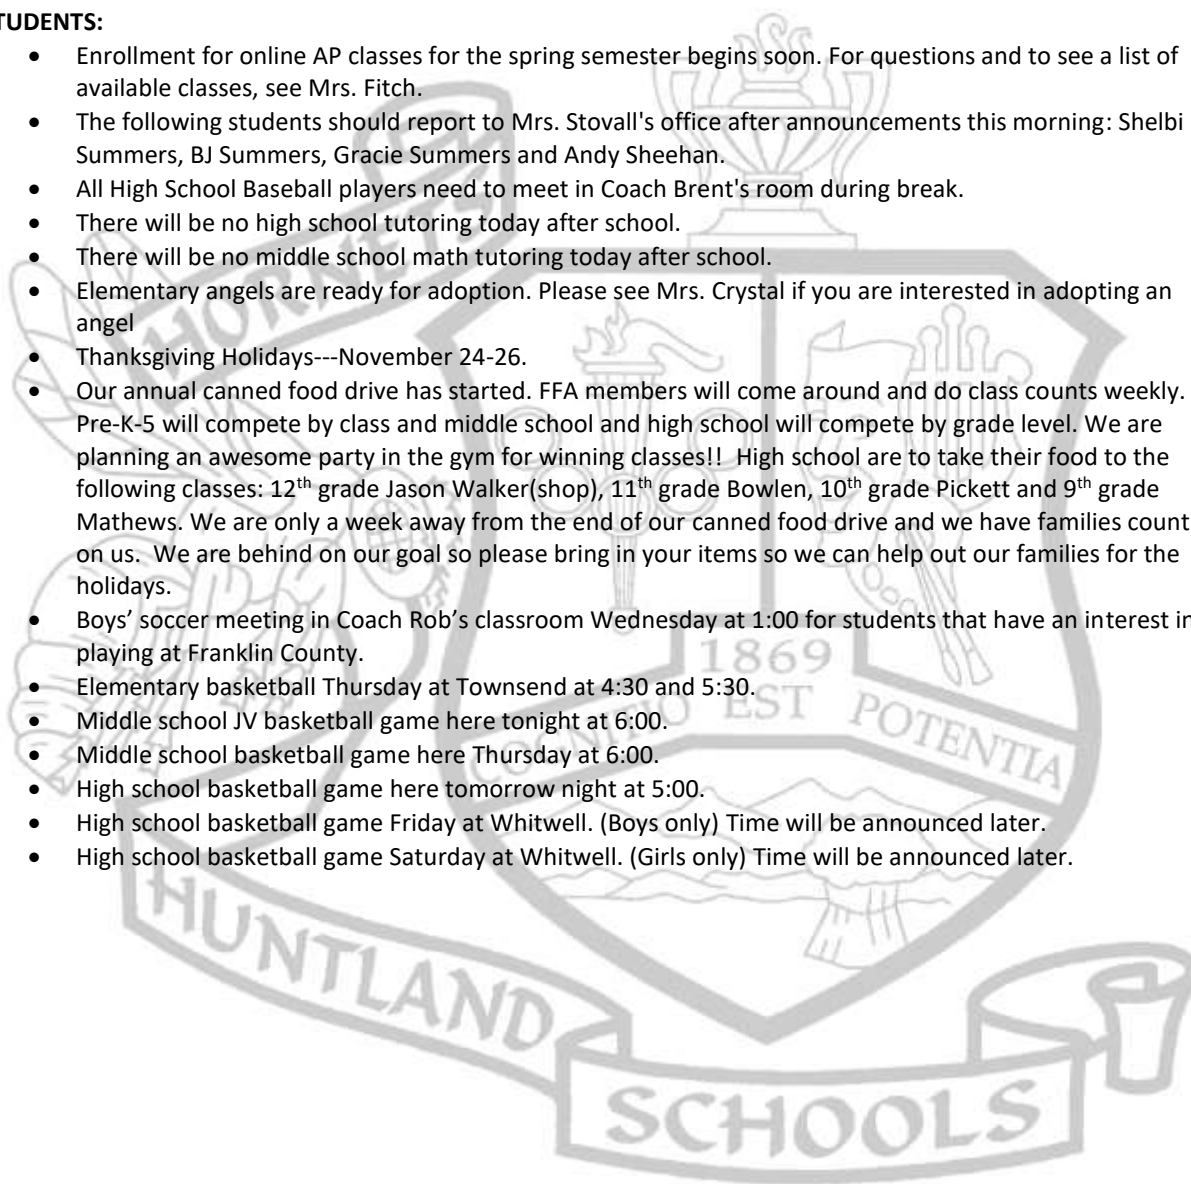 TUDENTS:
• Enrollment for online AP classes for the spring semester begins soon. For questions and to see a list of
available classes, see Mrs. Fitch.
• The following students should report to Mrs. Stovall's office after announcements this morning: Shelbi
Summers, BJ Summers, Gracie Summers and Andy Sheehan.
• All High School Baseball players need to meet in Coach Brent's room during break.
• There will be no high school tutoring today after school.
• There will be no middle school math tutoring today after school.
• Elementary angels are ready for adoption. Please see Mrs. Crystal if you are interested in adopting an
angel
• Thanksgiving Holidays---November 24-26.
• Our annual canned food drive has started. FFA members will come around and do class counts weekly.
Pre-K-5 will compete by class and middle school and high school will compete by grade level. We are
planning an awesome party in the gym for winning classes!! High school are to take their food to the
following classes: 12th grade Jason Walker(shop), 11th grade Bowlen, 10th grade Pickett and 9th grade
Mathews. We are only a week away from the end of our canned food drive and we have families count
on us. We are behind on our goal so please bring in your items so we can help out our families for the
holidays.
• Boys’ soccer meeting in Coach Rob’s classroom Wednesday at 1:00 for students that have an interest in
playing at Franklin County.
• Elementary basketball Thursday at Townsend at 4:30 and 5:30.
• Middle school JV basketball game here tonight at 6:00.
• Middle school basketball game here Thursday at 6:00.
• High school basketball game here tomorrow night at 5:00.
• High school basketball game Friday at Whitwell. (Boys only) Time will be announced later.
• High school basketball game Saturday at Whitwell. (Girls only) Time will be announced later.
HORNETS
1869
COGNITIO EST POTENTIA
HUNTLAND
SCHOOLS